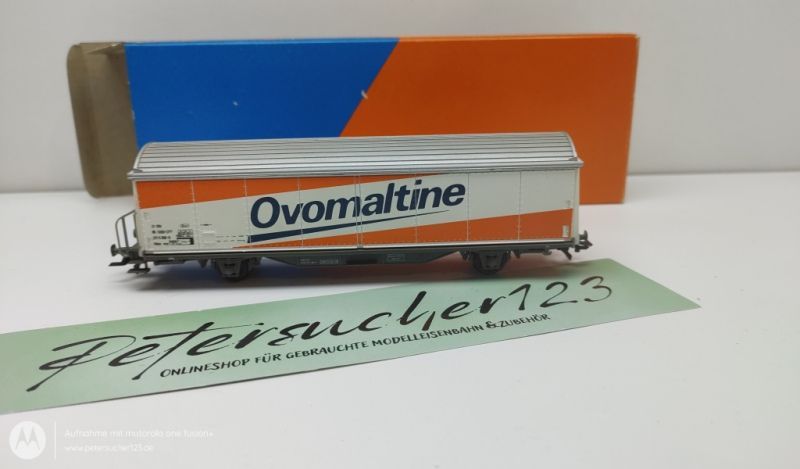 Ovomaltine
Petersucher123
ONLINESHOP FÜR GEBRAUCHTE MODELLEISENBAHN & ZUBEHÖR
Aufnahme mit motorola one fusion+
www.petersucher123.de